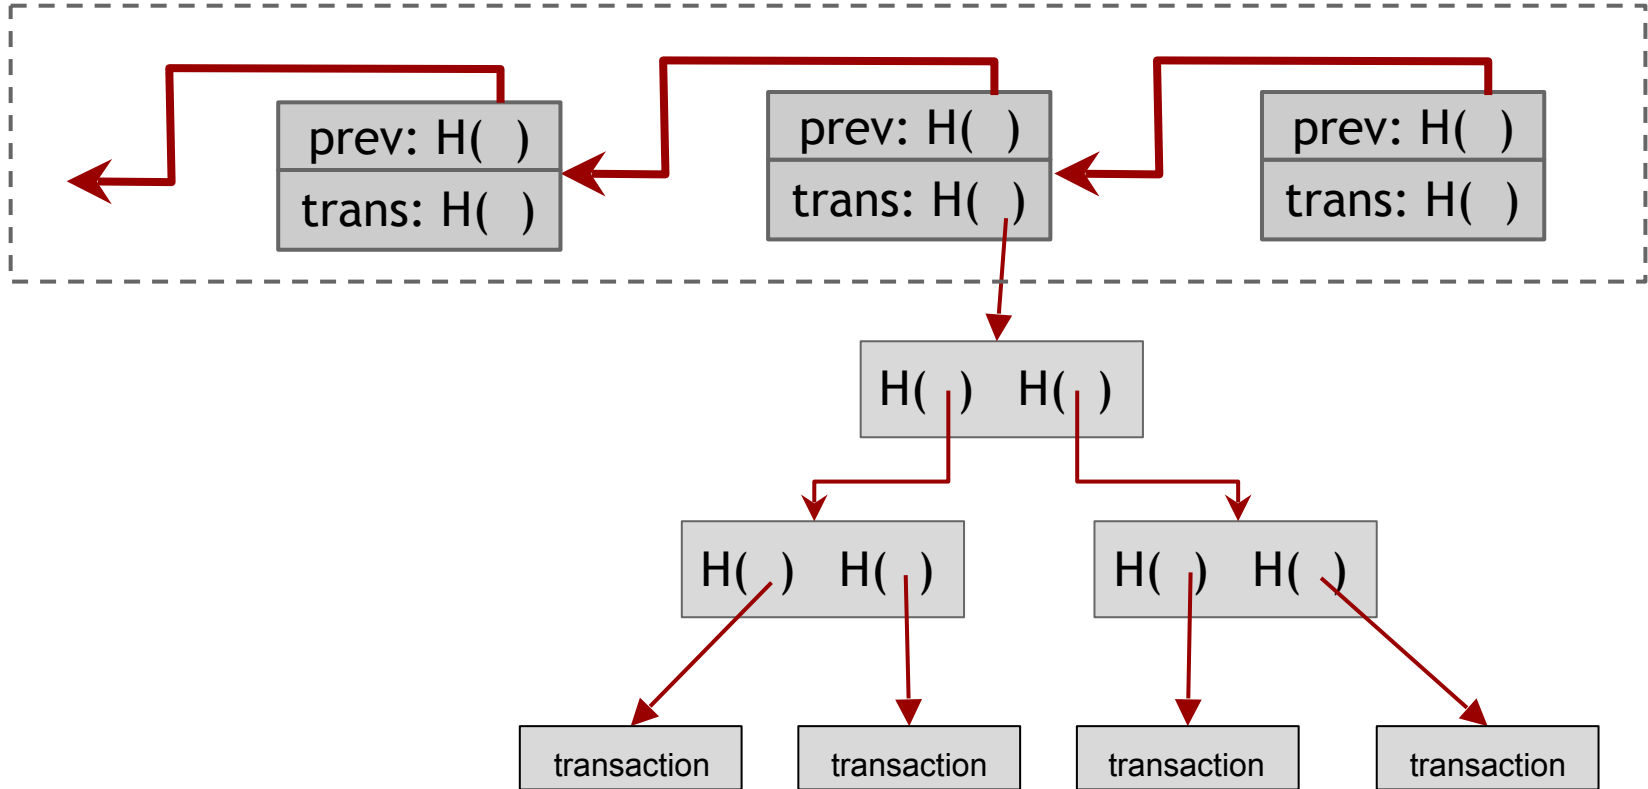 prev: H(  )
trans: H(  )
prev: H(  )
trans: H(  )
prev: H(  )
trans: H(  )
H(  )  H(  )
H(  )  H(  )
H(  )  H(  )
transaction
transaction
transaction
transaction